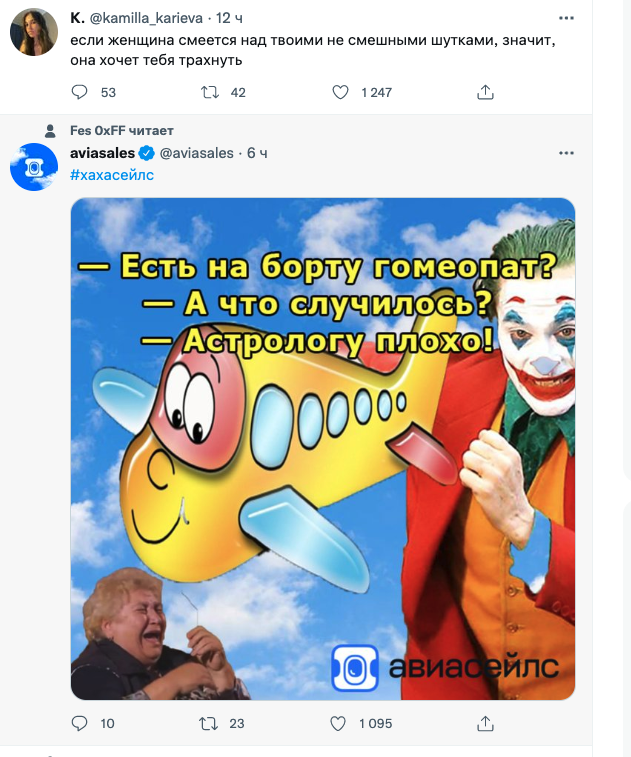 K. @kamilla_karieva · 12 ч
если женщина смеется над твоими не смешными шутками, значит,
она хочет тебя трахнуть
53 42 1 247
Fes 0xFF читает
aviasales @aviasales · 6 ч
#хахасейлс
— Есть на борту гомеопат?
— А что случилось?
— Астрологу плохо!
авиасейлс
10 23 1 095